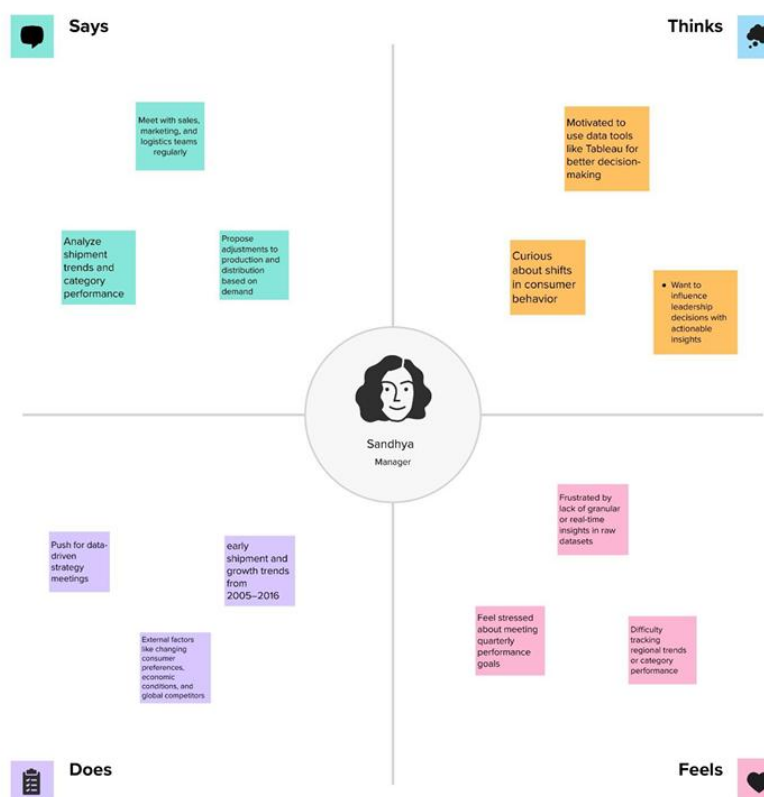 Says
Thinks
Meet with sales,
marketing, and
logistics teams
regularly
Analyze
shipment
trends and
category
performance
Propose
adjustments to
production and
distribution
based on
demand
Motivated to
use data tools
like Tableau for
better decision-
making
Curious
about shifts
in consumer
behavior
• Want to
influence
leadership
decisions with
actionable
insights
Sandhya
Manager
Push for data-
driven
strategy
meetings
early
shipment and
growth trends
from
2005–2016
External factors
like changing
consumer
preferences,
economic
conditions, and
global competitors
Frustrated by
lack of granular
or real-time
insights in raw
datasets
Feel stressed
about meeting
quarterly
performance
goals
Difficulty
tracking
regional trends
or category
performance
Does
Feels